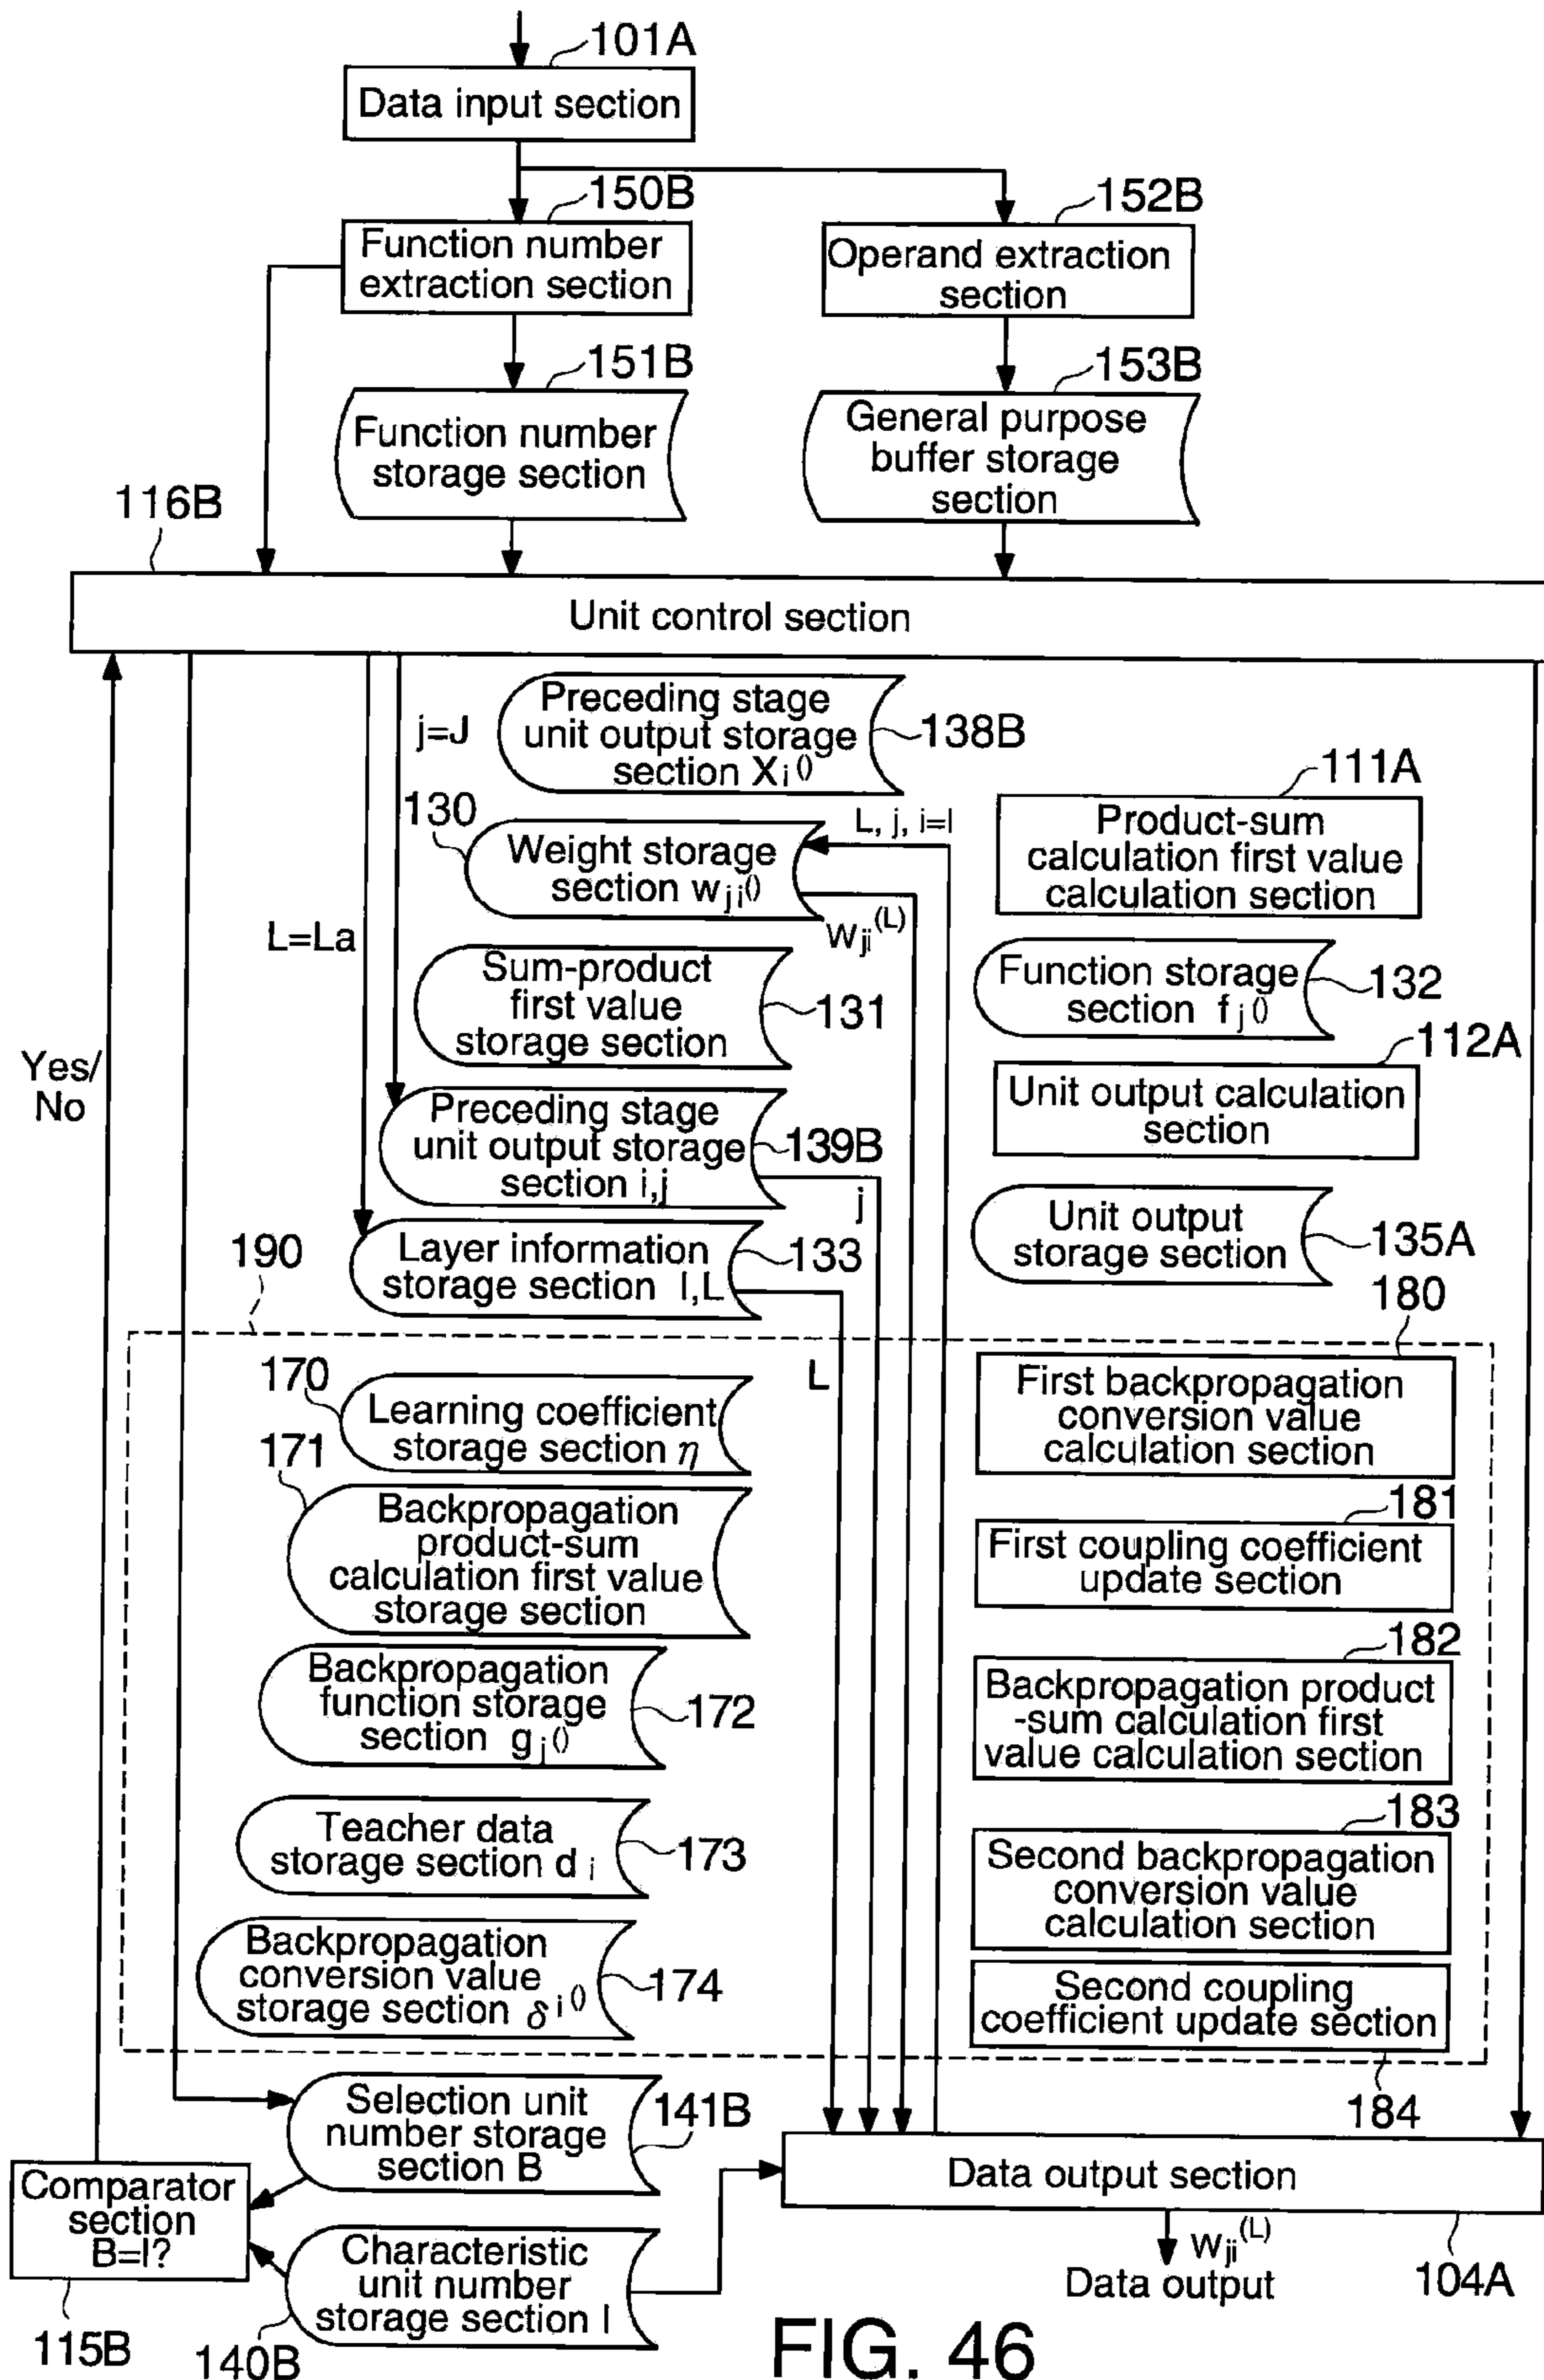 101A
Data input section
150B
152B
Function number
extraction section
Operand extraction
section
151B
153B
Function number
storage section
General purpose
buffer storage
section
116B
Unit control section
j=J
Preceding stage
unit output storage
section Xi()
138B
111A
130
L, j, i=I
Product-sum
calculation first value
calculation section
Weight storage
section wji()
wji(L)
L=La
Sum-product
first value
storage section
131
Function storage
section fj()
132
112A
Yes/
No
Preceding stage
unit output storage
section i,j
139B
j
Unit output calculation
section
190
Layer information
storage section l,L
133
Unit output
storage section
135A
180
170
L
Learning coefficient
storage section η
First backpropagation
conversion value
calculation section
171
Backpropagation
product-sum
calculation first value
storage section
181
First coupling coefficient
update section
182
Backpropagation
function storage
section gj()
172
Backpropagation product
-sum calculation first
value calculation section
183
Teacher data
storage section di
173
Second backpropagation
conversion value
calculation section
Backpropagation
conversion value
storage section δi()
174
Second coupling
coefficient update section
184
Selection unit
number storage
section B
141B
Comparator
section
B=I?
Data output section
Characteristic
unit number
storage section I
wji(L)
Data output
104A
115B
140B
FIG. 46